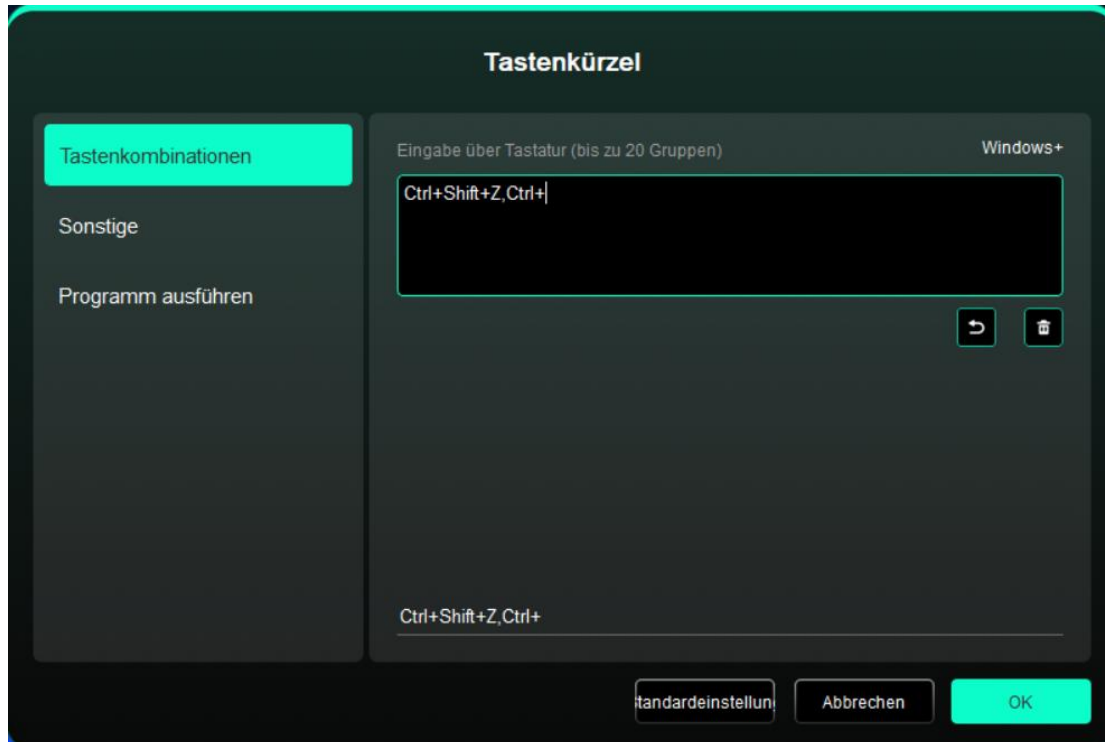 Tastenkürzel
Tastenkombinationen
Sonstige
Programm ausführen
Eingabe über Tastatur (bis zu 20 Gruppen)
Windows+
Ctrl+Shift+Z,Ctrl+
Ctrl+Shift+Z,Ctrl+
tandardeinstellun
Abbrechen
OK